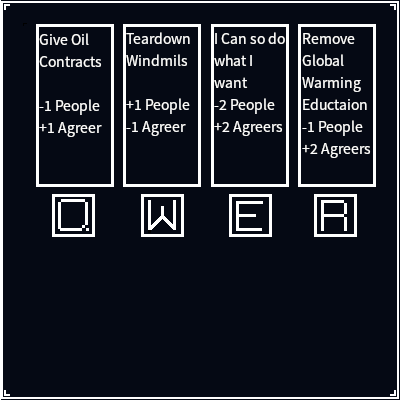 Give Oil
Contracts
-1 People
+1 Agreer
Teardown
Windmils
+1 People
-1 Agreer
I Can so do
what I
want
-2 People
+2 Agreers
Remove
Global
Warming
Eductaion
-1 People
+2 Agreers
Q
W
E
R